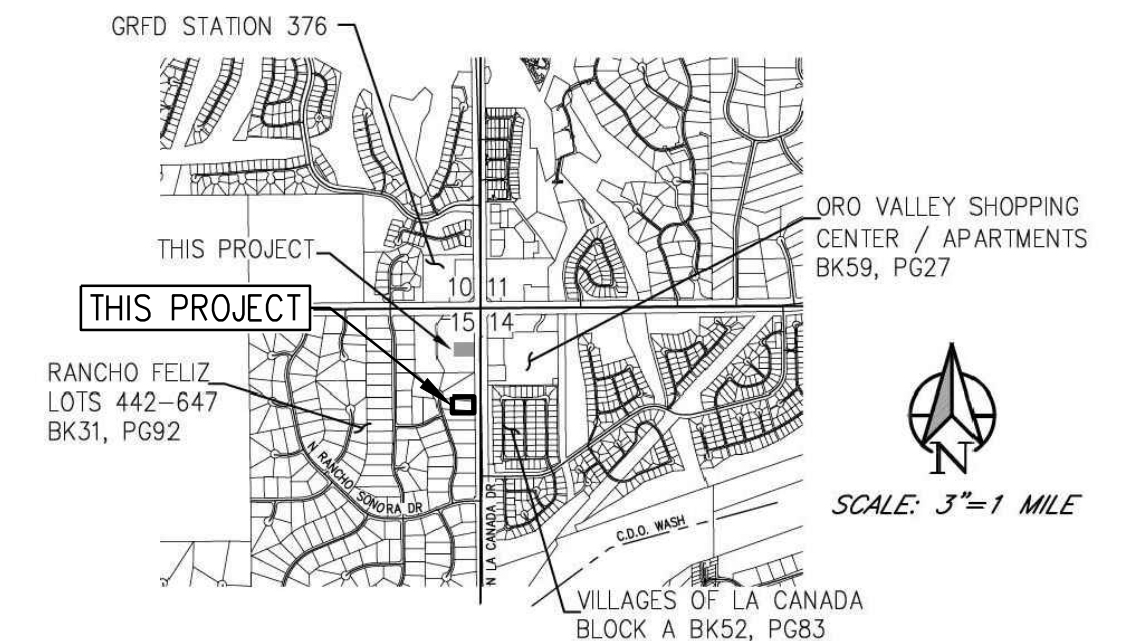 GRFD STATION 376
ORO VALLEY SHOPPING
CENTER / APARTMENTS
BK59, PG27
THIS PROJECT
10 11
15 14
THIS PROJECT
RANCHO FELIZ
LOTS 442-647
BK31, PG92
N RANCHO SONORA DR
N LA CANADA DR
C.D.O. WASH
N
SCALE: 3"=1 MILE
VILLAGES OF LA CANADA
BLOCK A BK52, PG83